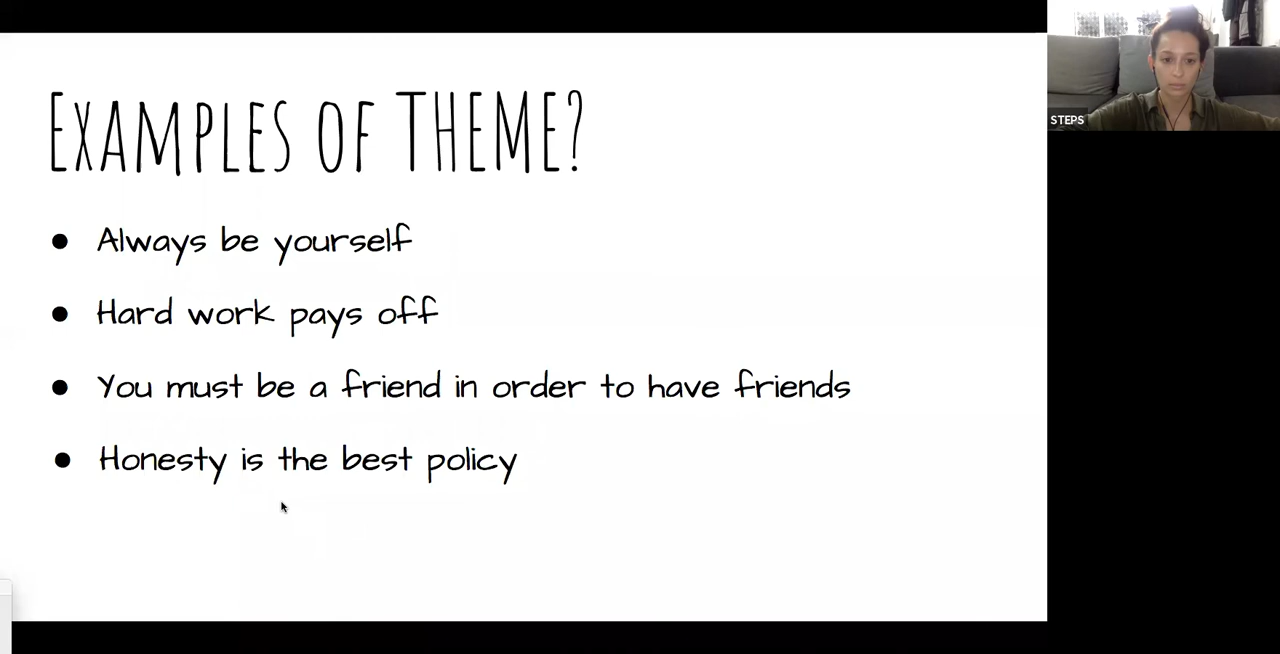 Examples of THEME?
● Always be yourself
● Hard work pays off
● You must be a friend in order to have friends
● Honesty is the best policy
STEPS